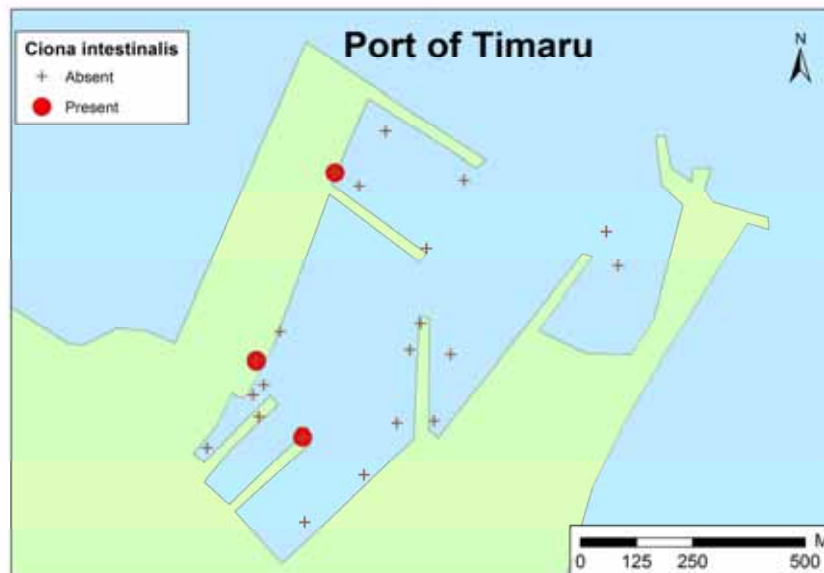 Port of Timaru
Ciona intestinalis
Absent
Present
N
M
0 125 250 500